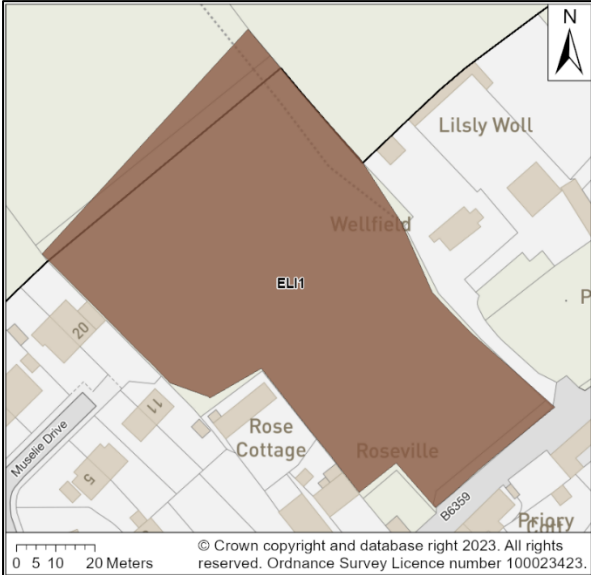 N
Lilsly Woll
Wellfield
ELI1
P
20
11
Muselie Drive
5
Rose
Cottage
Roseville
B6359
Priory
0 5 10 20 Meters
© Crown copyright and database right 2023. All rights
reserved. Ordnance Survey Licence number 100023423.